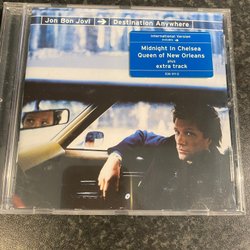 Jon Bon Jovi → Destination Anywhere
International Version
Midnight in Chelsea
Queen of New Orleans
plus
extra track